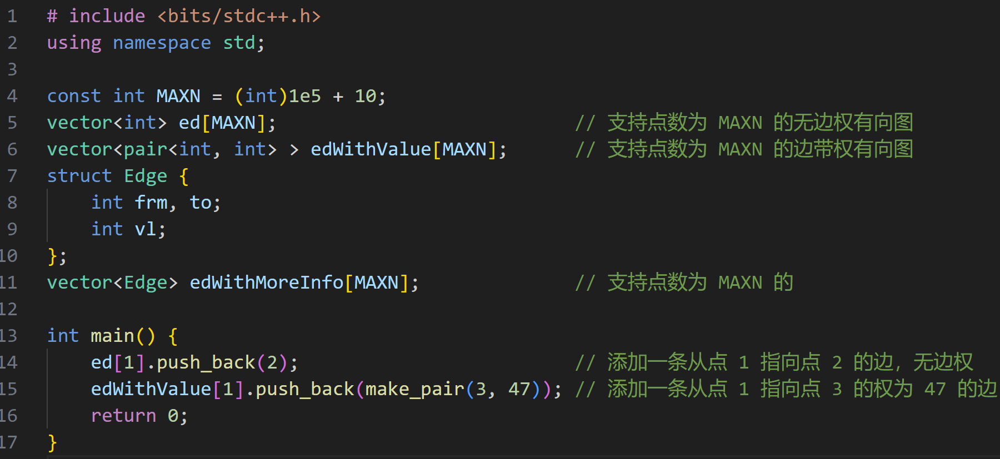 1 # include <bits/stdc++.h>
2 using namespace std;
3
4 const int MAXN = (int)1e5 + 10;
5 vector<int> ed[MAXN]; // 支持点数为 MAXN 的无边权有向图
6 vector<pair<int, int> > edWithValue[MAXN]; // 支持点数为 MAXN 的边带权有向图
7 struct Edge {
8 int frm, to;
9 int vl;
10 };
11 vector<Edge> edWithMoreInfo[MAXN]; // 支持点数为 MAXN 的
12
13 int main() {
14 ed[1].push_back(2); // 添加一条从点 1 指向点 2 的边，无边权
15 edWithValue[1].push_back(make_pair(3, 47)); // 添加一条从点 1 指向点 3 的权为 47 的边
16 return 0;
17 }